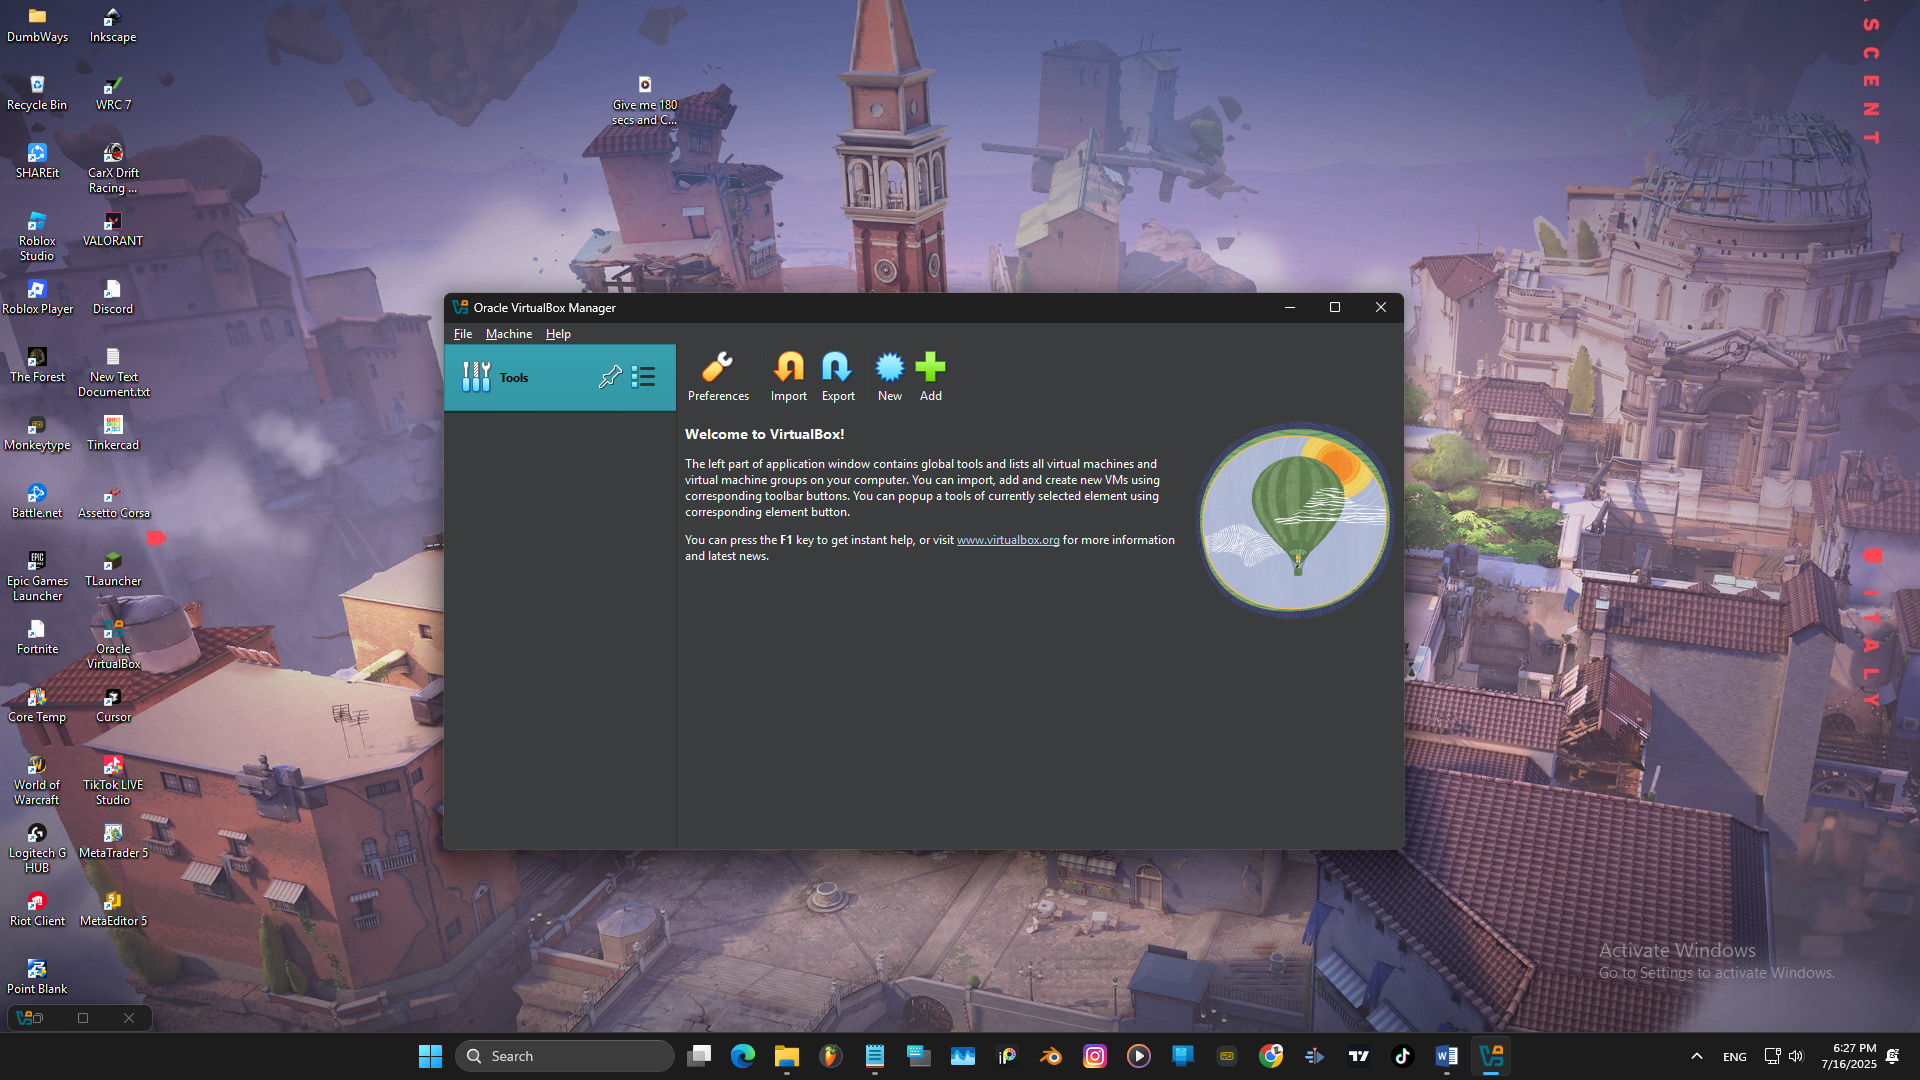 DumbWays
Inkscape
Recycle Bin
WRC 7
SHAREit
CarX Drift
Racing ...
Roblox
Studio
VALORANT
Roblox Player
Discord
The Forest
New Text
Document.txt
Monkeytype
Tinkercad
Battle.net
Assetto Corsa
Epic Games
Launcher
TLauncher
Fortnite
Oracle
VirtualBox
Core Temp
Cursor
World of
Warcraft
TikTok LIVE
Studio
Logitech G
HUB
MetaTrader 5
Riot Client
MetaEditor 5
Point Blank
Give me 180
secs and C...
ASCENT
ITALY
Oracle VirtualBox Manager
File Machine Help
Tools
Preferences Import Export New Add
Welcome to VirtualBox!
The left part of application window contains global tools and lists all virtual machines and
virtual machine groups on your computer. You can import, add and create new VMs using
corresponding toolbar buttons. You can popup a tools of currently selected element using
corresponding element button.
You can press the F1 key to get instant help, or visit www.virtualbox.org for more information
and latest news.
Activate Windows
Go to Settings to activate Windows.
Search
ENG
6:27 PM
7/16/2025